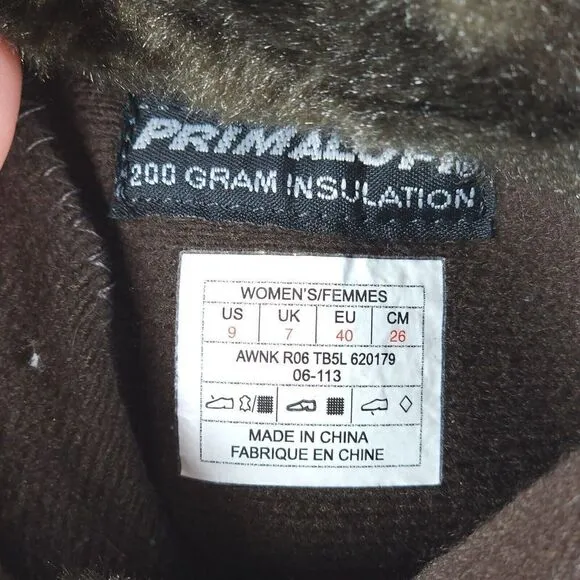 PRIMALOFT
200 GRAM INSULATION
WOMEN'S/FEMMES
US UK EU CM
9 7 40 26
AWNK R06 TB5L 620179
06-113
MADE IN CHINA
FABRIQUE EN CHINE